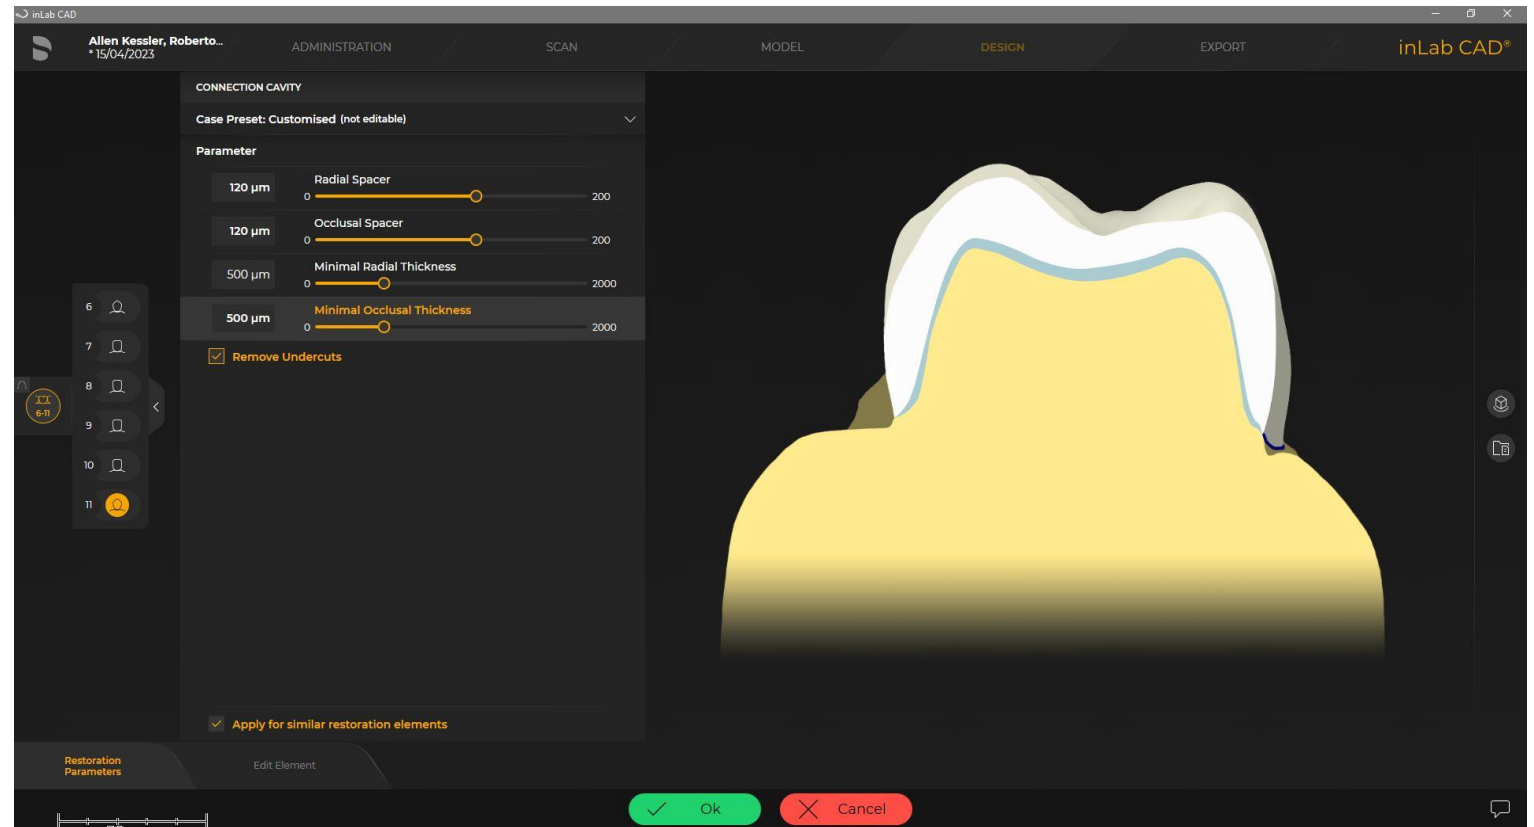 inLab CAD
Allen Kessler, Roberto...
* 15/04/2023
ADMINISTRATION
SCAN
MODEL
DESIGN
EXPORT
inLab CAD®
CONNECTION CAVITY
Case Preset: Customised (not editable)
Parameter
120 µm
Radial Spacer
0
200
120 µm
Occlusal Spacer
0
200
500 µm
Minimal Radial Thickness
0
2000
500 µm
Minimal Occlusal Thickness
0
2000
Remove Undercuts
6
7
8
9
10
11
6-11
Apply for similar restoration elements
Restoration
Parameters
Edit Element
Ok
Cancel